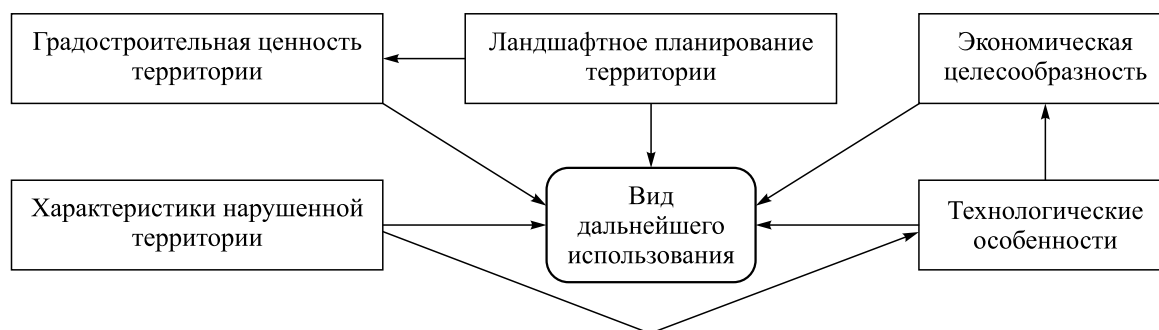 Градостроительная ценность
территории
Ландшафтное планирование
территории
Экономическая
целесообразность
Характеристики нарушенной
территории
Вид
дальнейшего
использования
Технологические
особенности